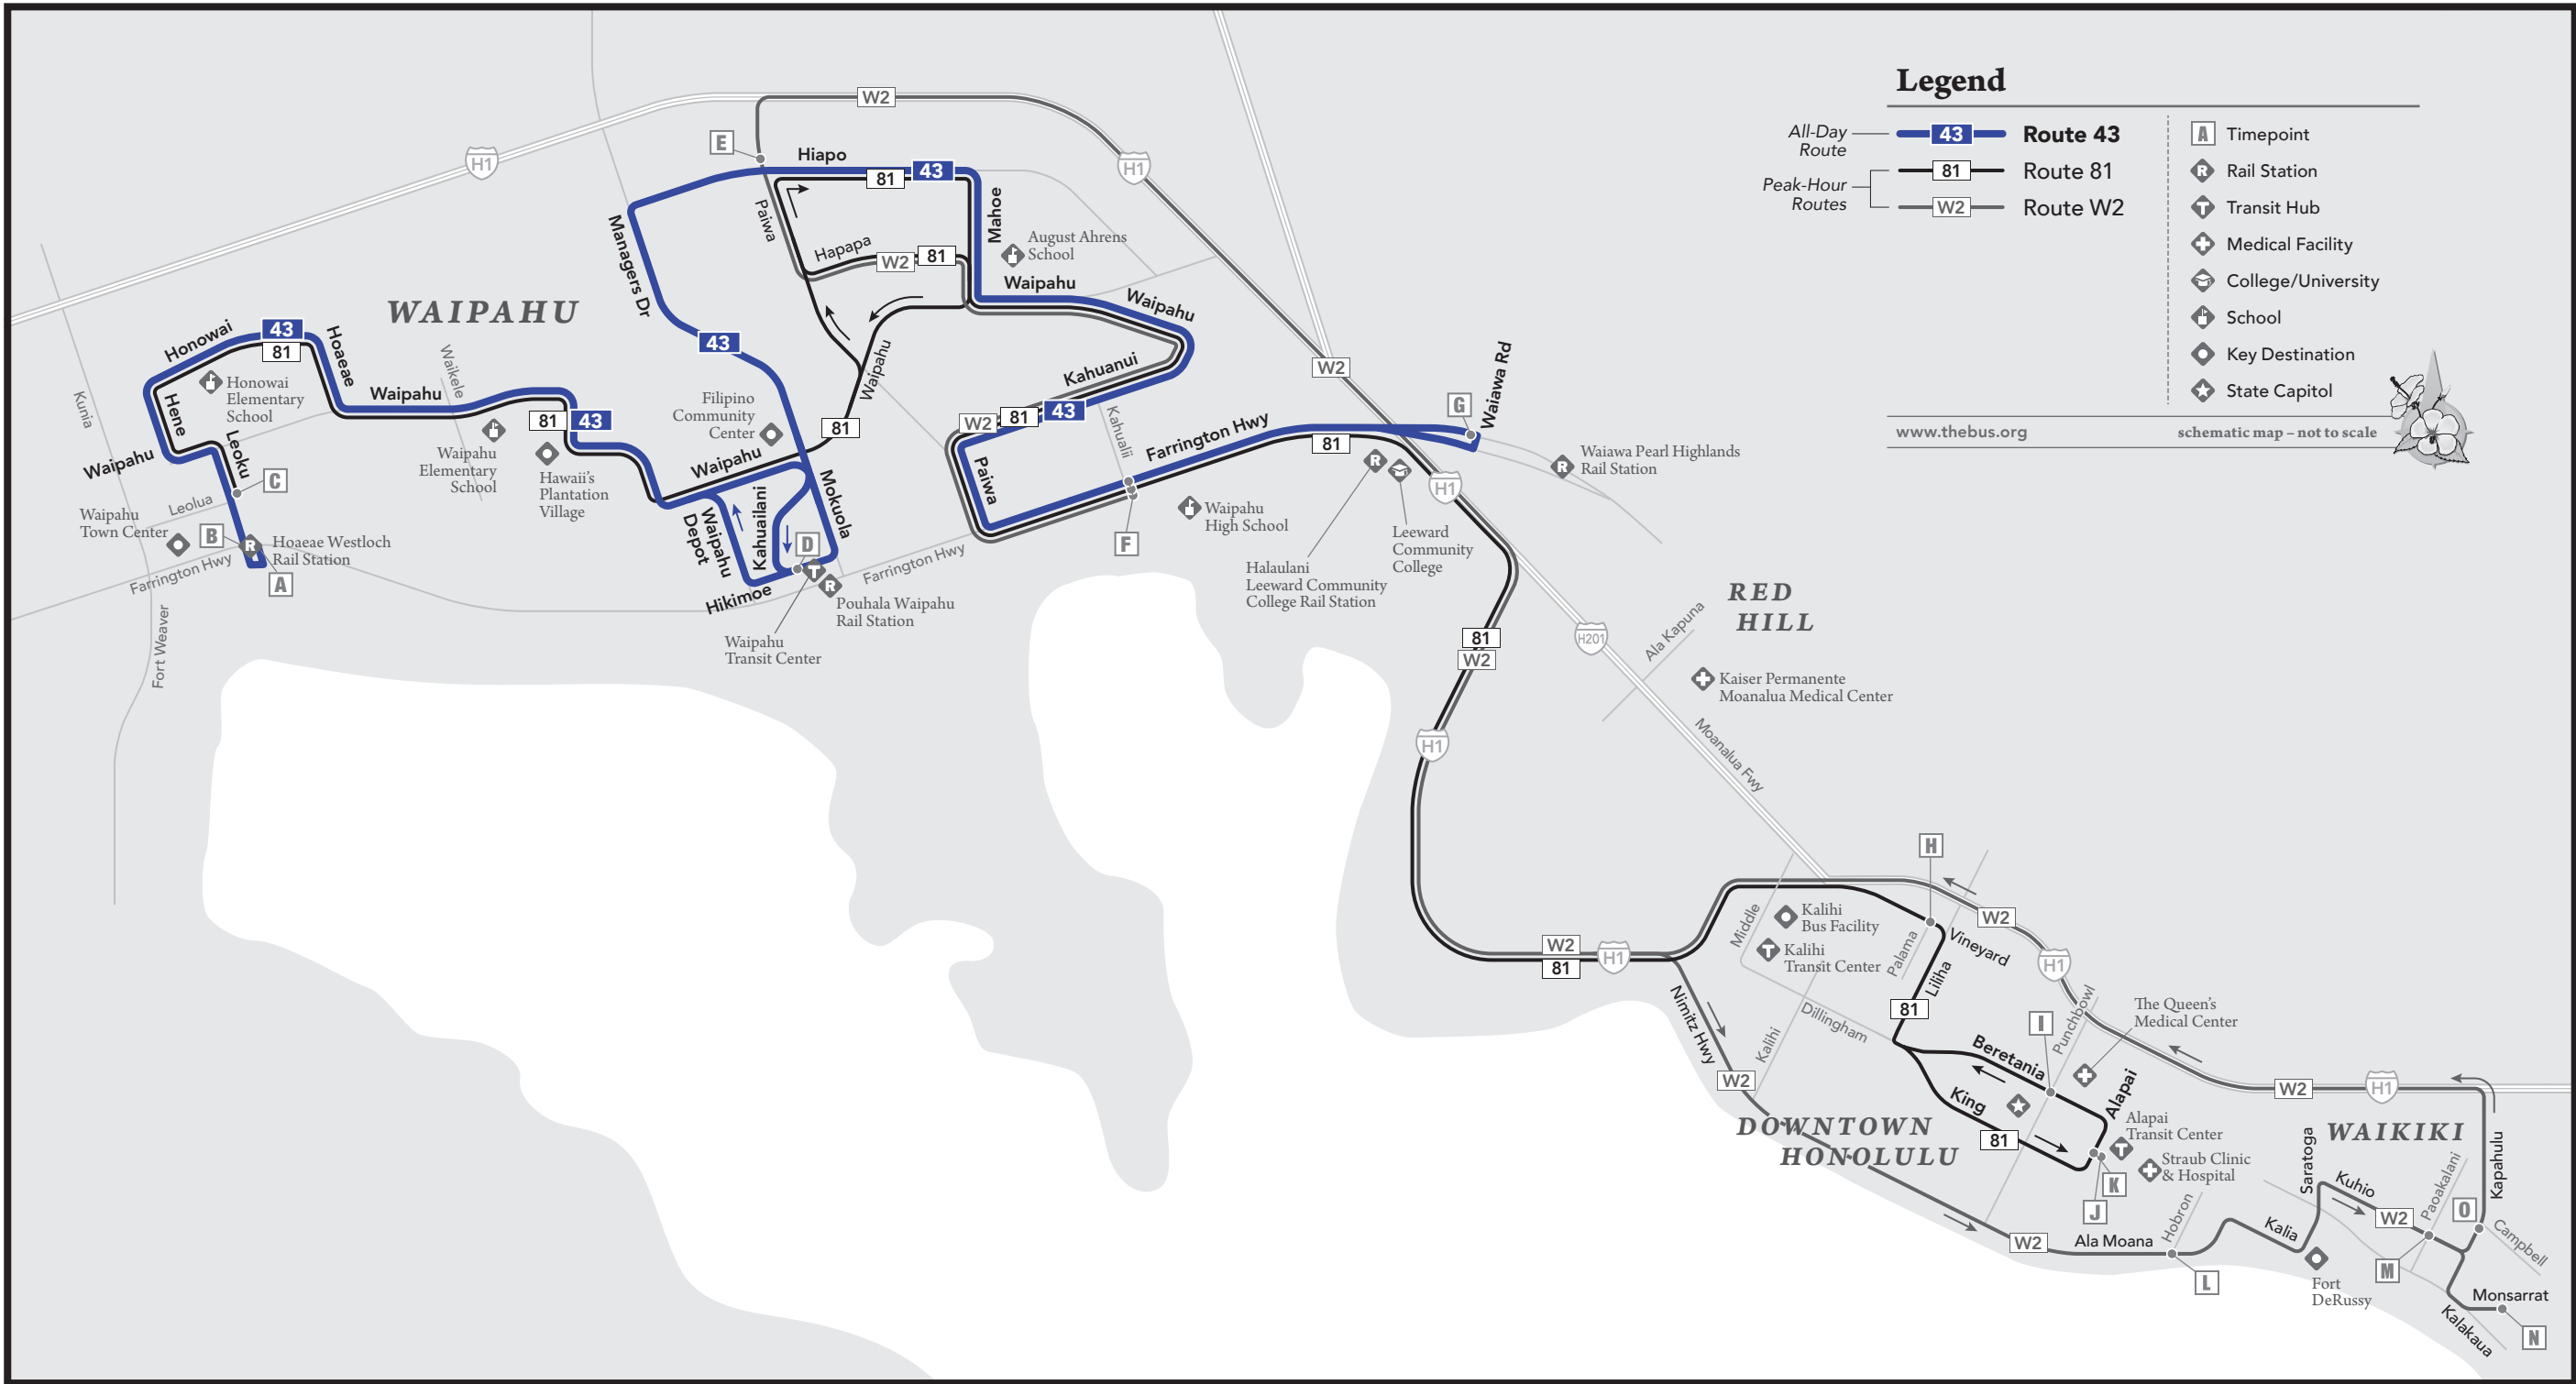 Legend
All-Day
Route
43
Route 43
Peak-Hour
Routes
81
Route 81
W2
Route W2
A
Timepoint
R
Rail Station
T
Transit Hub
Medical Facility
College/University
School
Key Destination
State Capitol
www.thebus.org
schematic map – not to scale
W2
H1
H1
E
Hiapo
43
81
Mahoe
Paiwa
Managers Dr
Hapapa
W2
81
August Ahrens
School
Waipahu
Waipahu
WAIPAHU
Honowai
43
81
Hoaeae
43
Waipahu
Kahuanui
W2
Waiawa Rd
Honowai
Elementary
School
Kunia
Hene
Waikele
Waipahu
81
43
Filipino
Community
Center
81
W2
81
43
Kahualii
Farrington Hwy
81
G
Waipahu
Leoku
Waipahu
Elementary
School
Hawaii's
Plantation
Village
Waipahu
Mokuola
Paiwa
R
Waiawa Pearl Highlands
Rail Station
R
H1
C
Leolua
Waipahu
Town Center
B
R
Hoaeae Westloch
Rail Station
Farrington Hwy
A
Waipahu
Depot
Kahuailani
D
T
R
Hikimoe
Farrington Hwy
Pouhala Waipahu
Rail Station
Waipahu
Transit Center
F
Waipahu
High School
Leeward
Community
College
Halaulani
Leeward Community
College Rail Station
Fort Weaver
RED
HILL
81
W2
H201
Ala Kapuna
Kaiser Permanente
Moanalua Medical Center
H1
Moanalua Fwy
H
W2
81
H1
Middle
Kalihi
Bus Facility
T
Kalihi
Transit Center
Palama
Vineyard
W2
H1
Liliha
81
Nimitz Hwy
Kalihi
Dillingham
I
Punchbowl
The Queen's
Medical Center
Beretania
Alapai
W2
King
81
DOWNTOWN
HONOLULU
Alapai
Transit Center
T
Straub Clinic
& Hospital
K
J
W2
H1
WAIKIKI
Saratoga
Kuhio
W2
Paoakalani
Kapahulu
O
Campbell
W2
Ala Moana
Hobron
L
Kalia
Fort
DeRussy
M
Monsarrat
Kalakaua
N